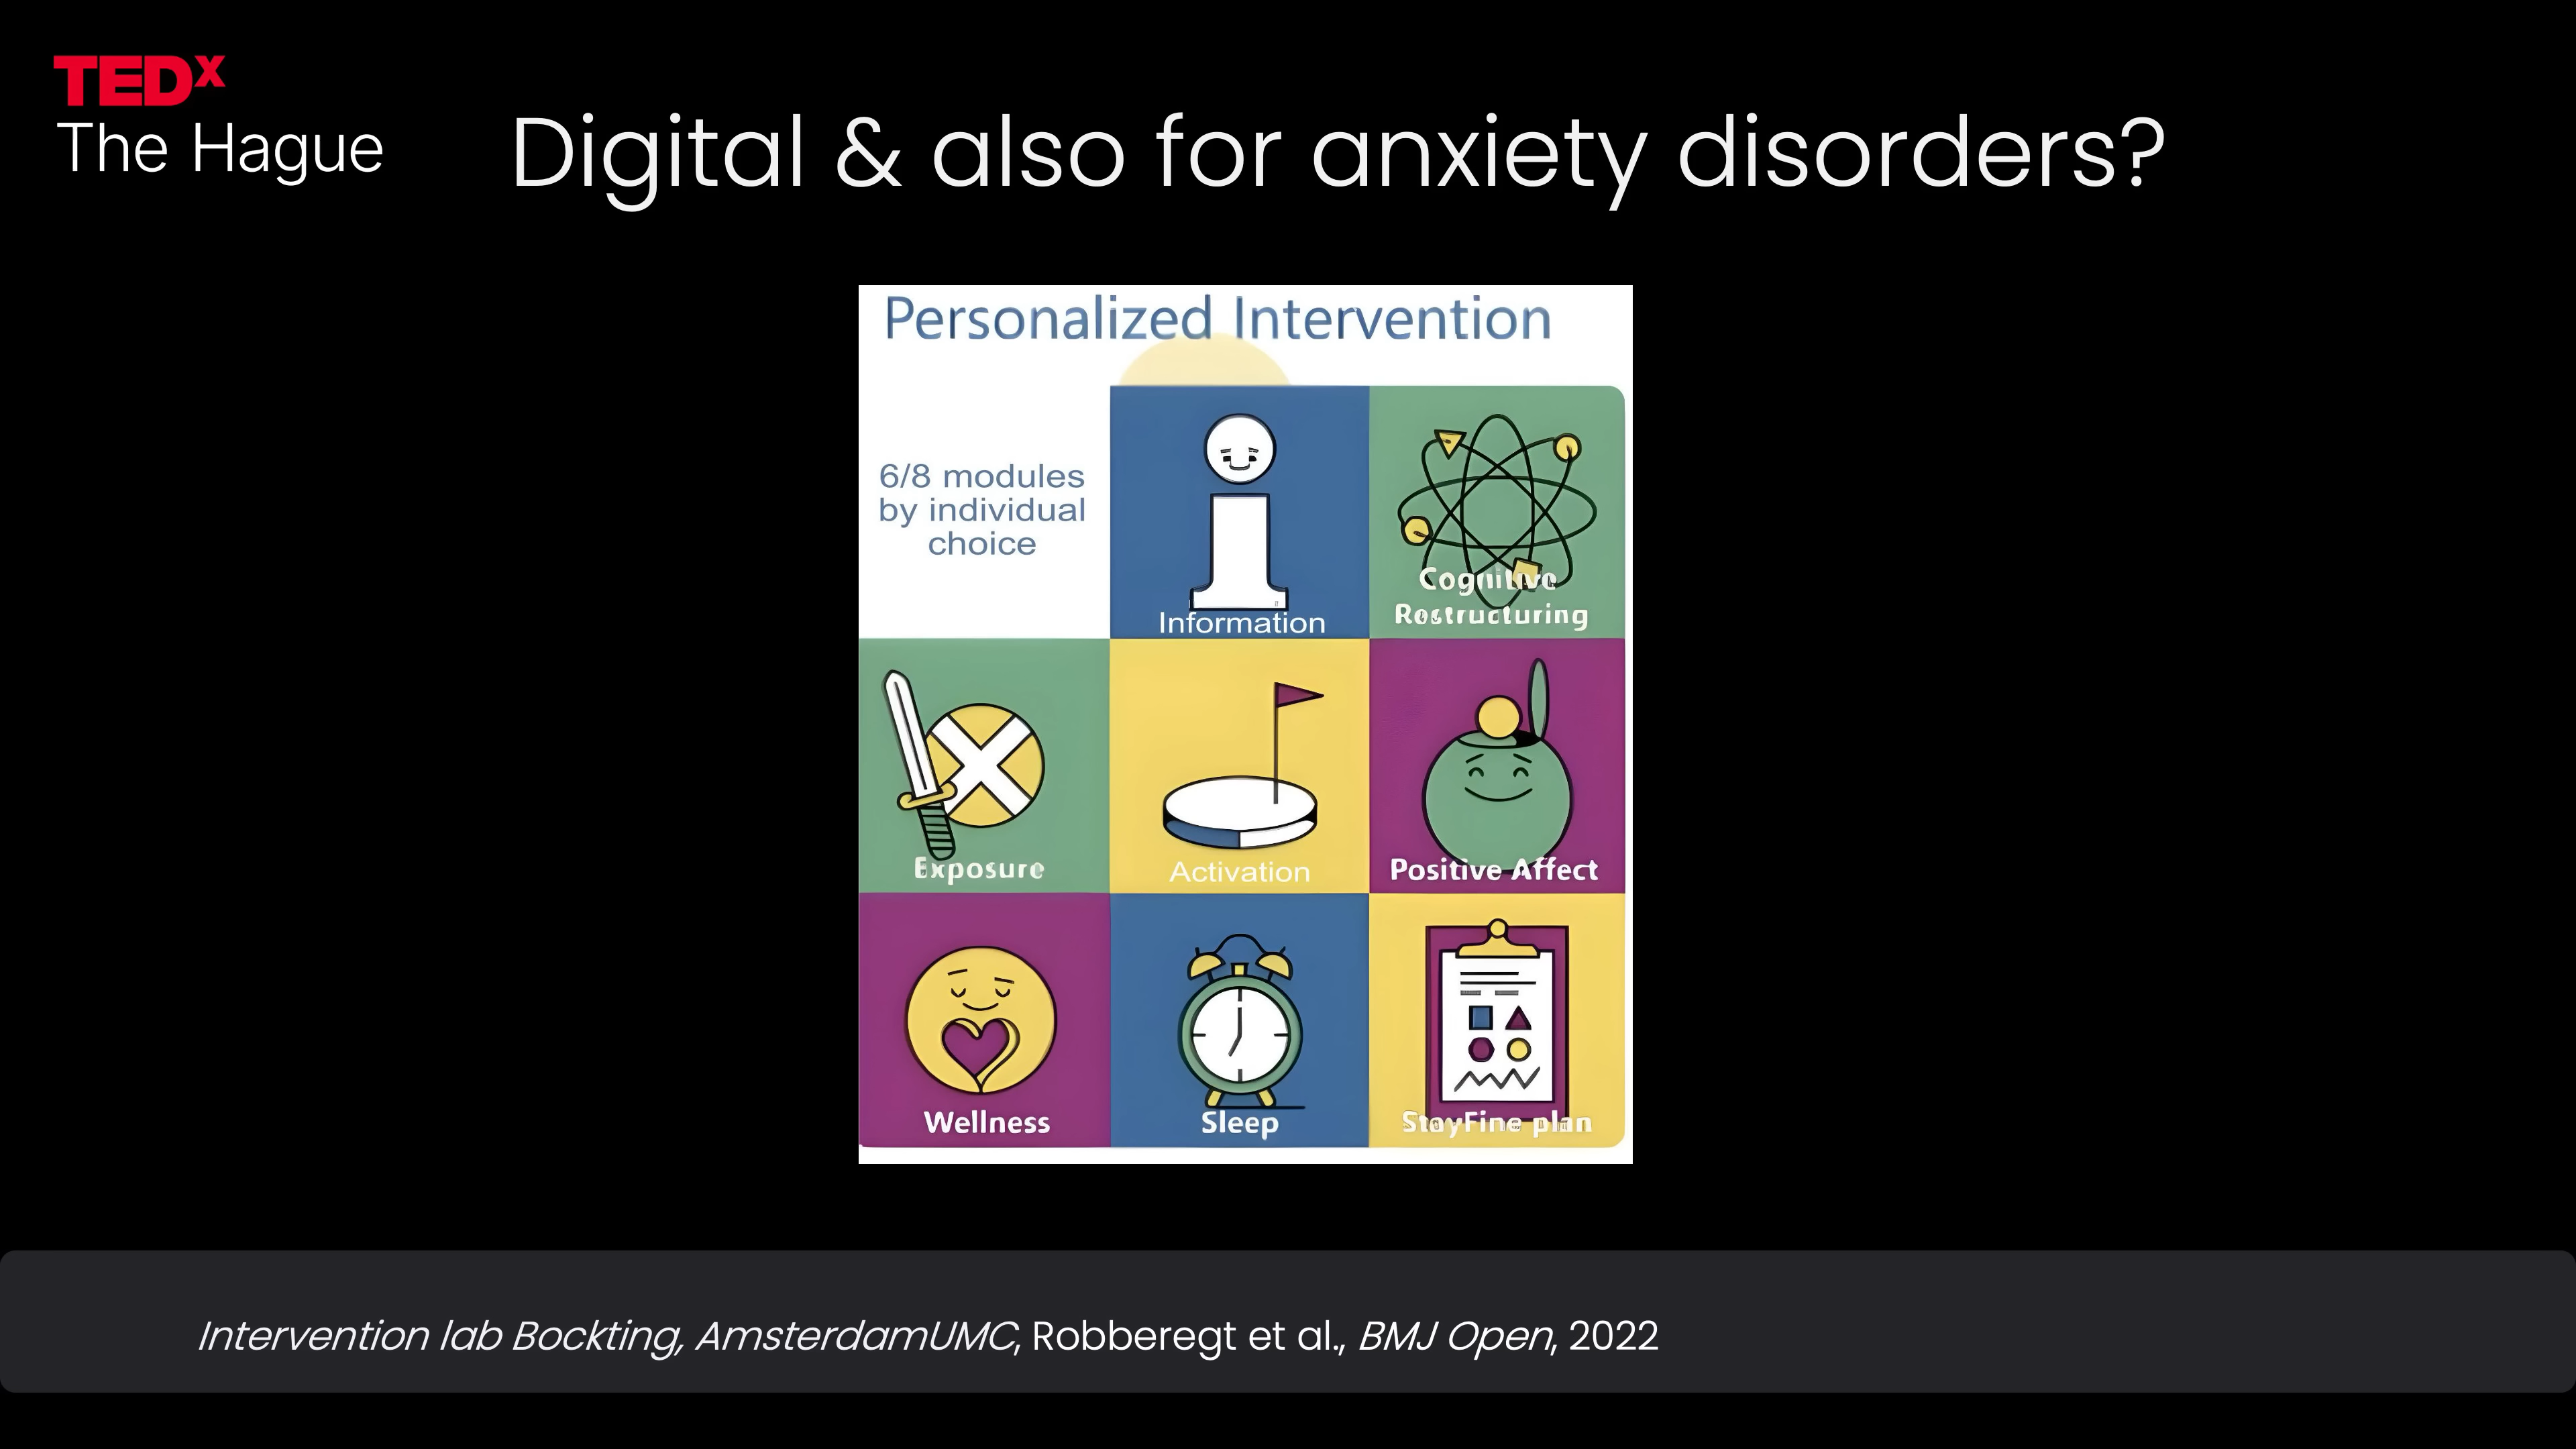 TEDx
The Hague
Digital & also for anxiety disorders?
Personalized Intervention
6/8 modules
by individual
choice
Information
Cognitive
Restructuring
Exposure
Activation
Positive Affect
Wellness
Sleep
StayFine plan
Intervention lab Bockting, AmsterdamUMC, Robberegt et al., BMJ Open, 2022